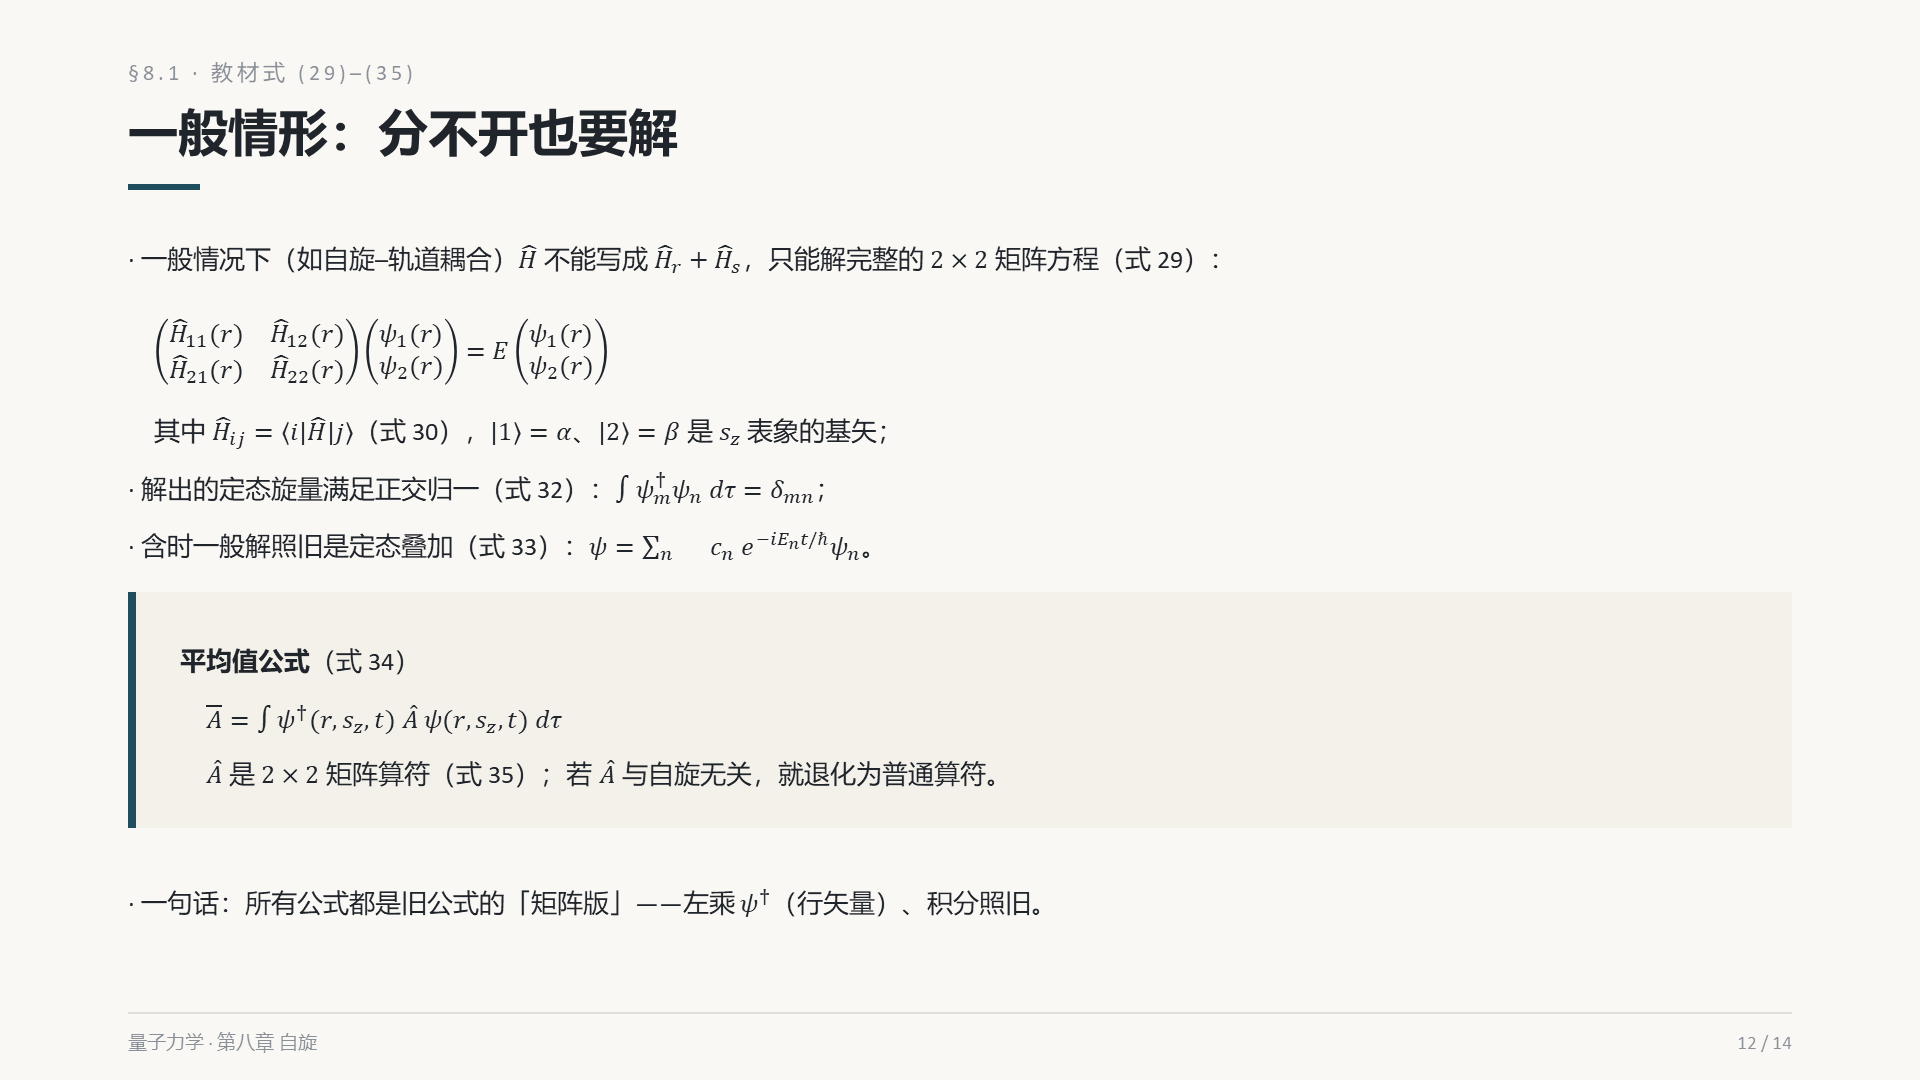 §8.1 · 教材式 (29)–(35)
一般情形：分不开也要解
· 一般情况下（如自旋–轨道耦合）Ĥ 不能写成 Ĥᵣ + Ĥₛ，只能解完整的 2 × 2 矩阵方程（式 29）：
(Ĥ₁₁(r) Ĥ₁₂(r)) (ψ₁(r)) = E (ψ₁(r))
(Ĥ₂₁(r) Ĥ₂₂(r)) (ψ₂(r)) (ψ₂(r))
其中 Ĥᵢⱼ = ⟨i|Ĥ|j⟩（式 30），|1⟩ = α、|2⟩ = β 是 s_z 表象的基矢；
· 解出的定态旋量满足正交归一（式 32）：∫ ψ_m^†ψ_n dτ = δ_{mn}；
· 含时一般解照旧是定态叠加（式 33）：ψ = ∑_n c_n e^{−iE_n t/ħ}ψ_n。
平均值公式（式 34）
A̅ = ∫ ψ^†(r, s_z, t) Â ψ(r, s_z, t) dτ
Â 是 2 × 2 矩阵算符（式 35）；若 Â 与自旋无关，就退化为普通算符。
· 一句话：所有公式都是旧公式的「矩阵版」——左乘 ψ^†（行矢量）、积分照旧。
量子力学 · 第八章 自旋
12 / 14